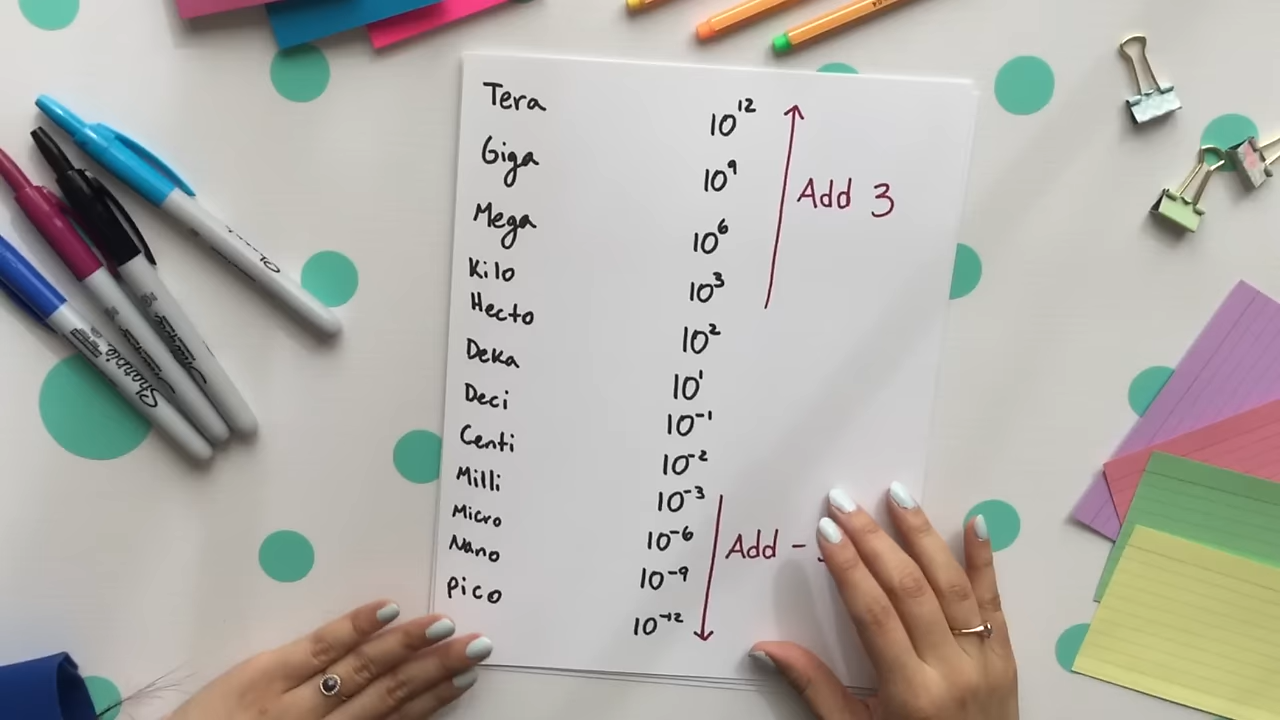 Tera 10¹²
Giga 10⁹
Mega 10⁶
Add 3
Kilo 10³
Hecto 10²
Deka 10¹
Deci 10⁻¹
Centi 10⁻²
Milli 10⁻³
Micro 10⁻⁶
Add -
Nano 10⁻⁹
Pico 10⁻¹²
Sharpie